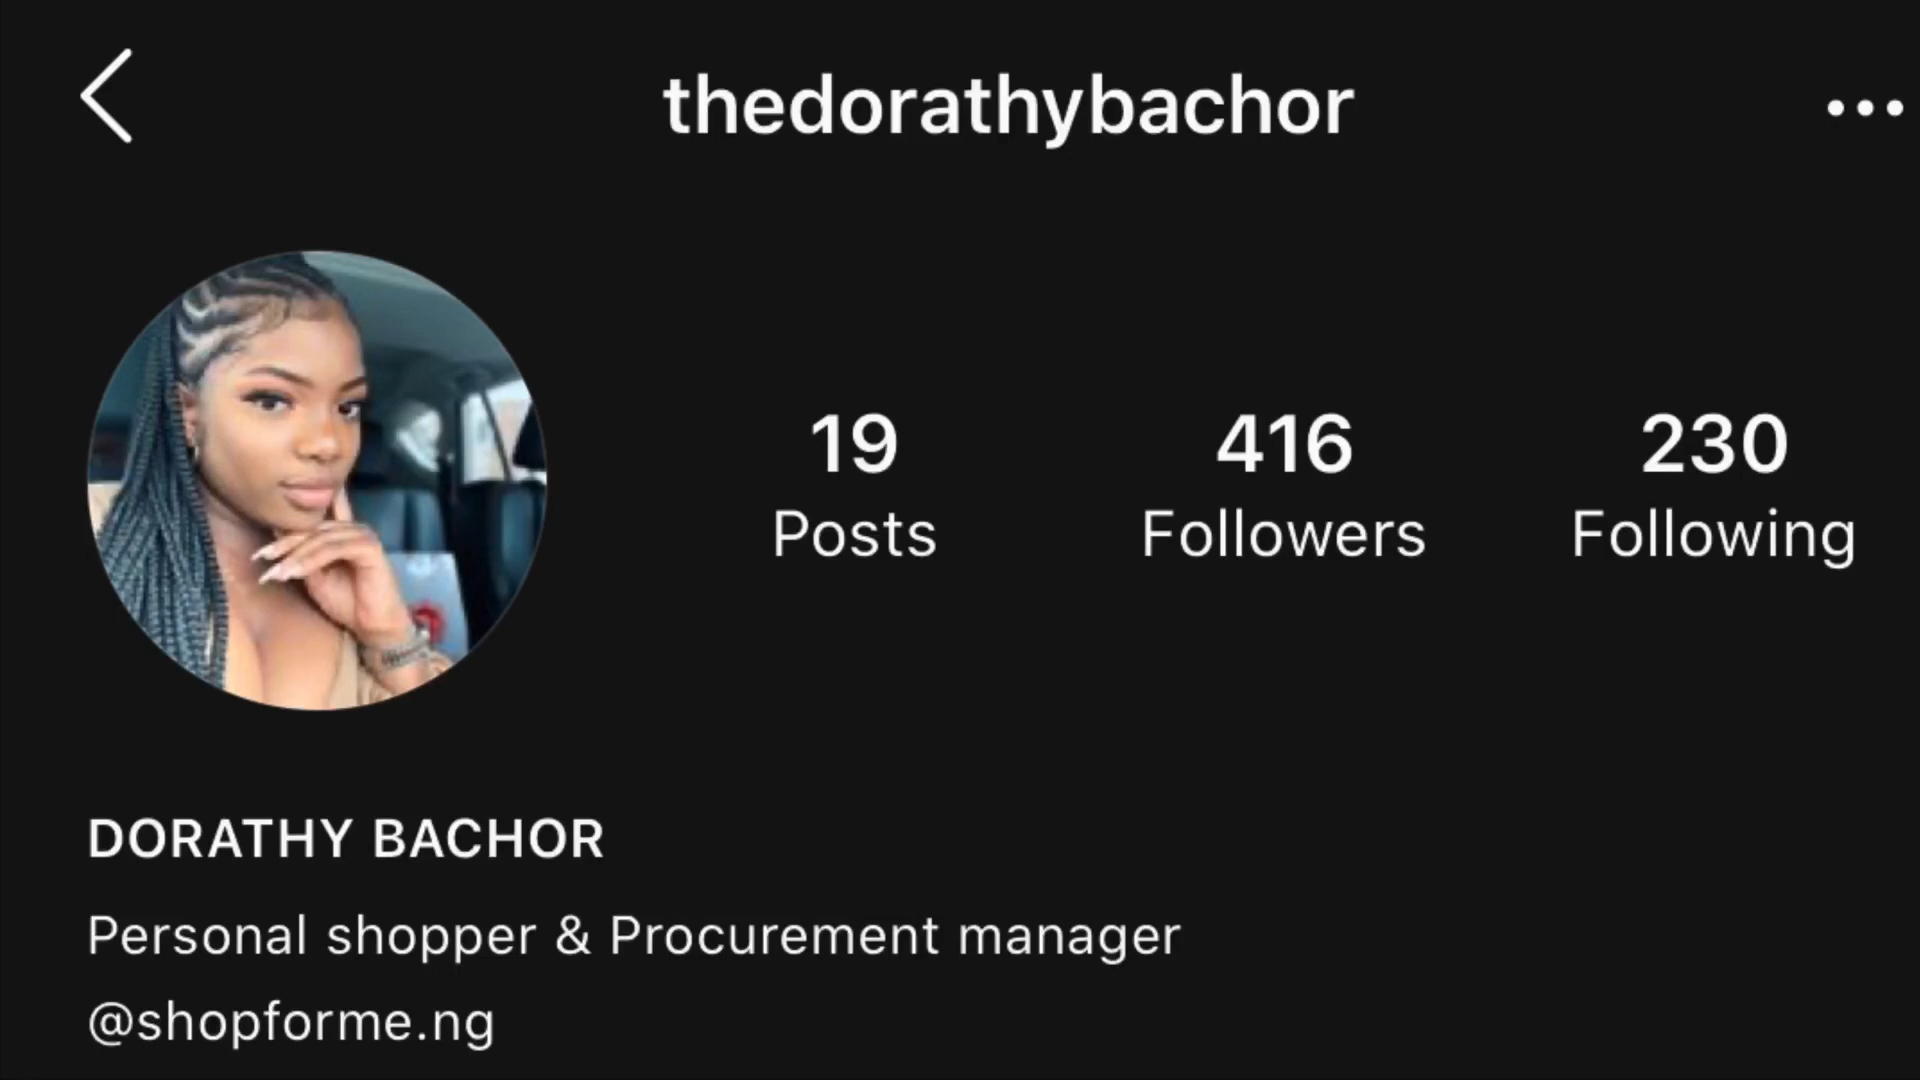 thedorathybachor
19 416 230
Posts Followers Following
DORATHY BACHOR
Personal shopper & Procurement manager
@shopforme.ng